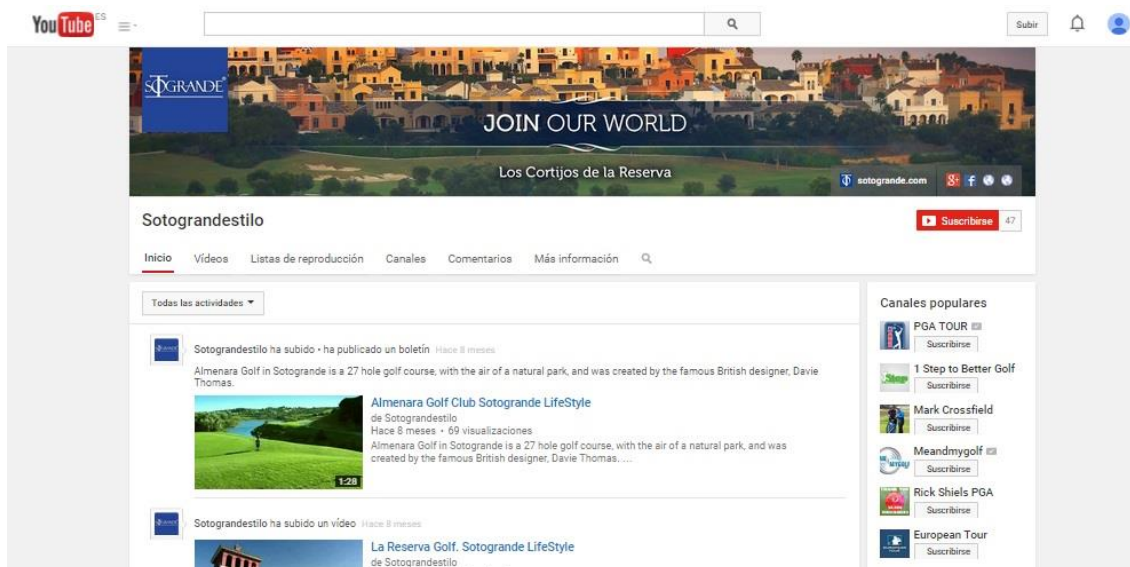 YouTube ES
Subir
SOTOGRANDE
JOIN OUR WORLD
Los Cortijos de la Reserva
sotogrande.com
Sotograndestilo
Suscribirse 47
Inicio Vídeos Listas de reproducción Canales Comentarios Más información
Todas las actividades
Sotograndestilo ha subido • ha publicado un boletín Hace 8 meses
Almenara Golf in Sotogrande is a 27 hole golf course, with the air of a natural park, and was created by the famous British designer, Davie
Thomas.
Almenara Golf Club Sotogrande LifeStyle
de Sotograndestilo
Hace 8 meses • 69 visualizaciones
Almenara Golf in Sotogrande is a 27 hole golf course, with the air of a natural park, and was
created by the famous British designer, Davie Thomas. ...
1:28
Sotograndestilo ha subido un vídeo Hace 8 meses
La Reserva Golf. Sotogrande LifeStyle
de Sotograndestilo
Canales populares
PGA TOUR
Suscribirse
1 Step to Better Golf
Suscribirse
Mark Crossfield
Suscribirse
Meandmygolf
Suscribirse
Rick Shiels PGA
Suscribirse
European Tour
Suscribirse